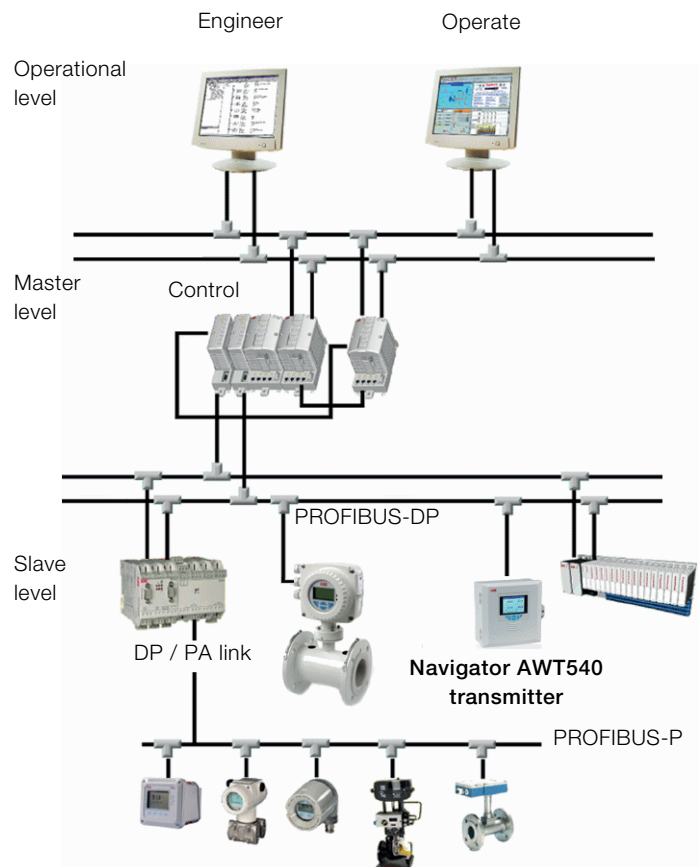 Engineer
Operate
Operational
level
Master
level
Control
PROFIBUS-DP
Slave
level
DP / PA link
Navigator AWT540
transmitter
PROFIBUS-P